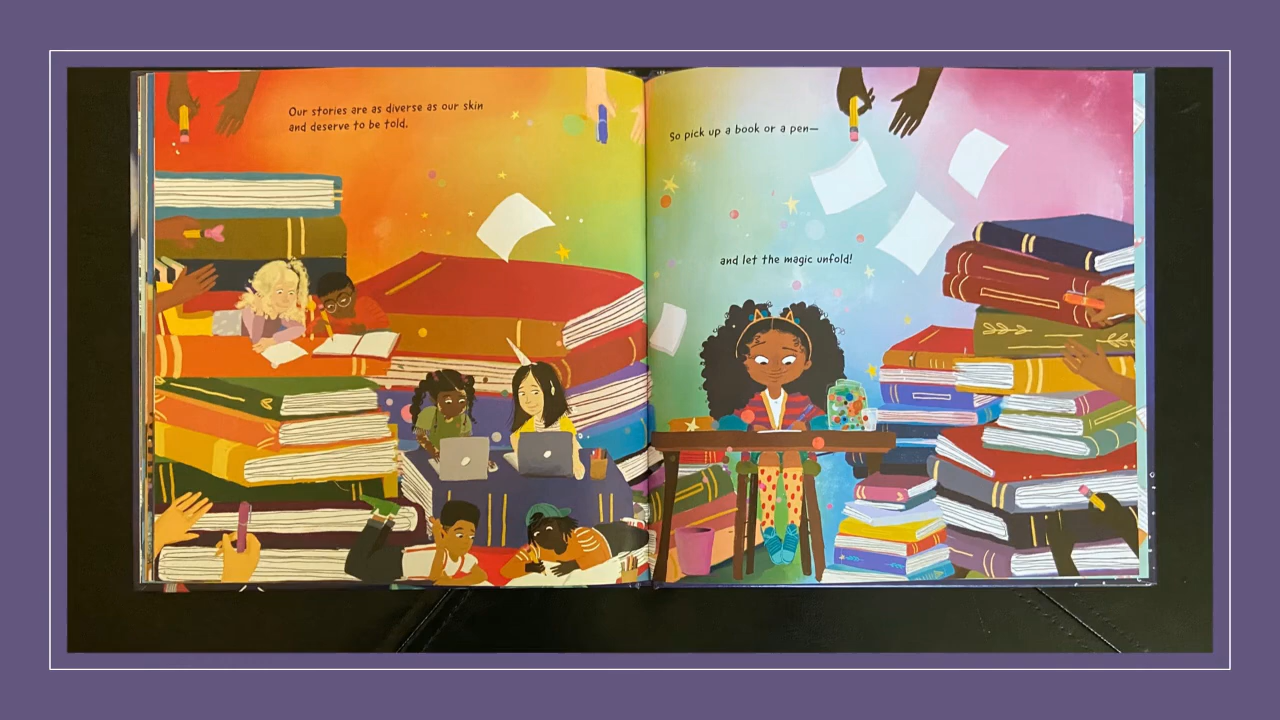 Our stories are as diverse as our skin
and deserve to be told.
So pick up a book or a pen—
and let the magic unfold!